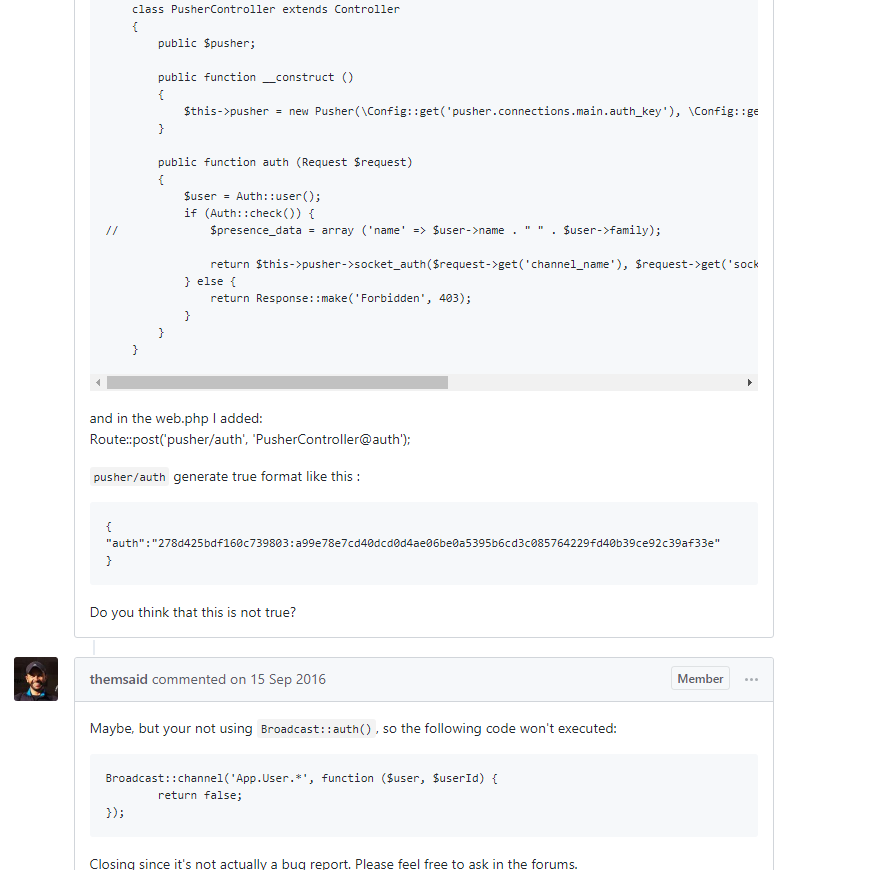 class PusherController extends Controller
{
public $pusher;
public function __construct ()
{
$this->pusher = new Pusher(\Config::get('pusher.connections.main.auth_key'), \Config::ge
}
public function auth (Request $request)
{
$user = Auth::user();
if (Auth::check()) {
// $presence_data = array ('name' => $user->name . " " . $user->family);
return $this->pusher->socket_auth($request->get('channel_name'), $request->get('sock
} else {
return Response::make('Forbidden', 403);
}
}
}
and in the web.php I added:
Route::post('pusher/auth', 'PusherController@auth');
pusher/auth generate true format like this :
{
"auth":"278d425bdf160c739803:a99e78e7cd40dcd0d4ae06be0a5395b6cd3c085764229fd40b39ce92c39af33e"
}
Do you think that this is not true?
themsaid commented on 15 Sep 2016
Member
Maybe, but your not using Broadcast::auth(), so the following code won't executed:
Broadcast::channel('App.User.*', function ($user, $userId) {
return false;
});
Closing since it's not actually a bug report. Please feel free to ask in the forums.